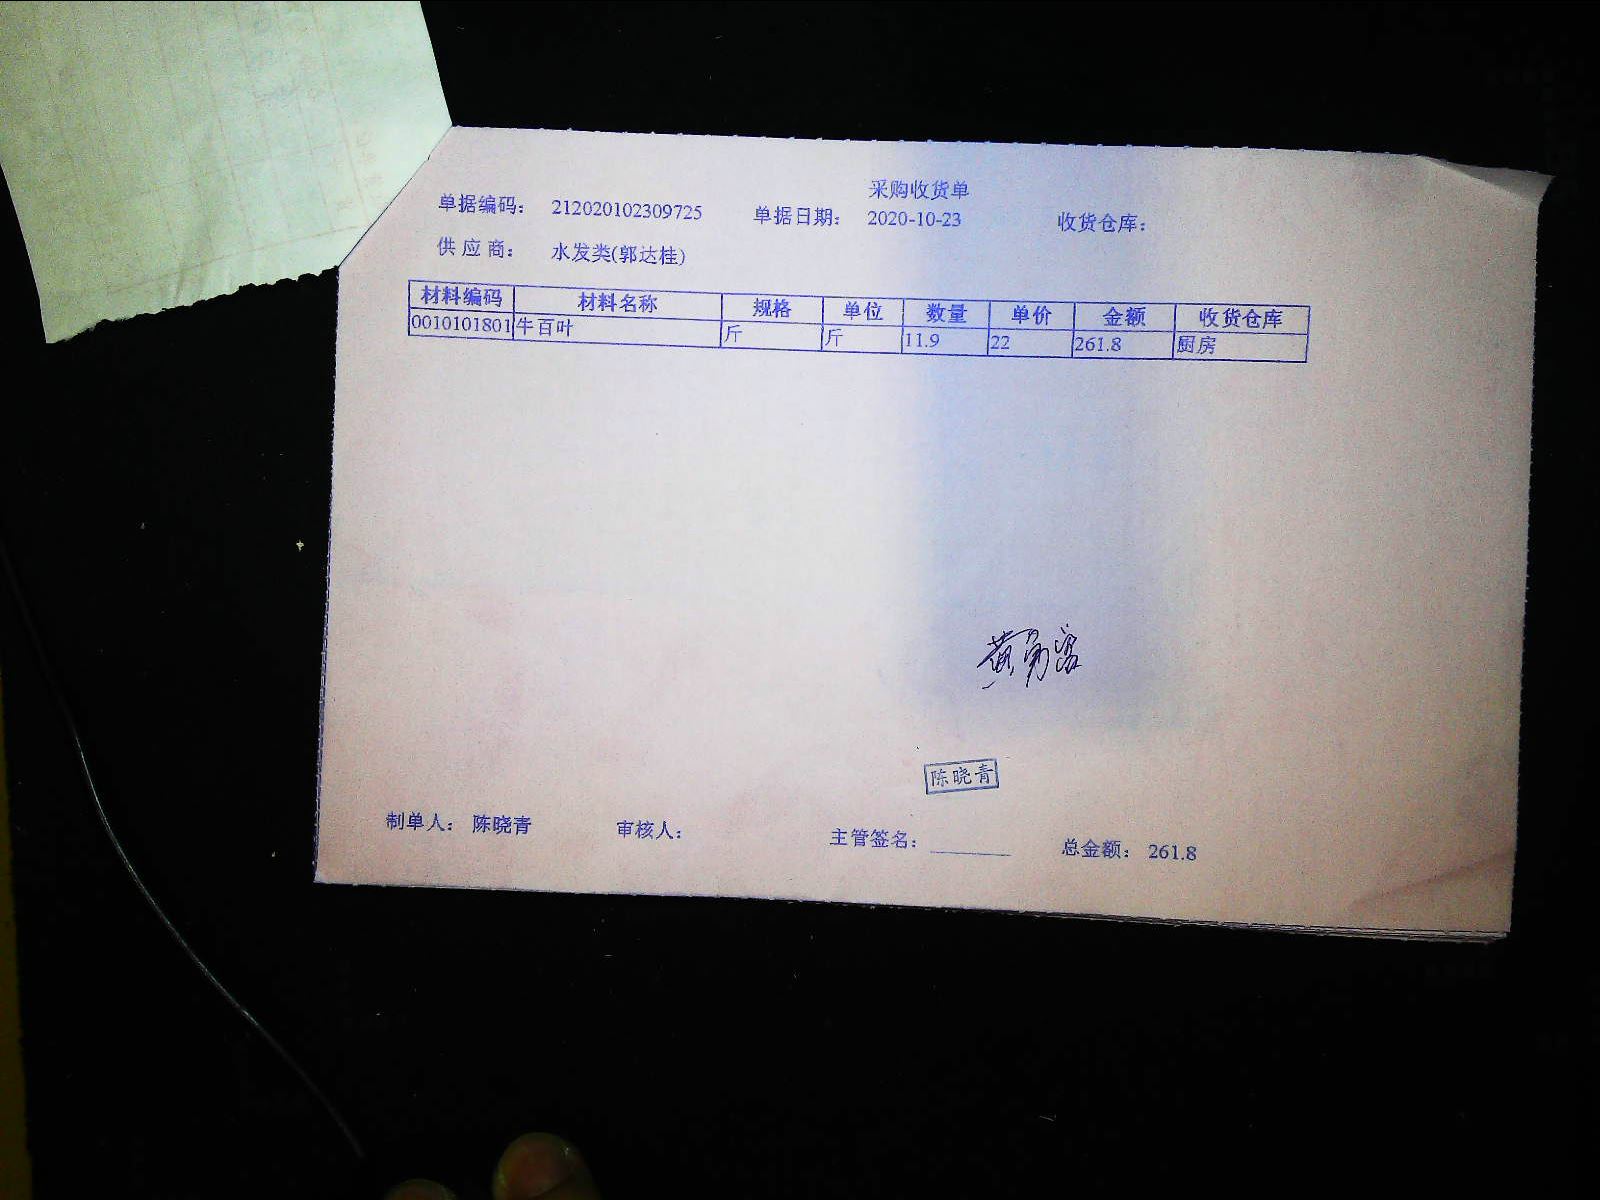 采购收货单
单据编码： 212020102309725 单据日期： 2020-10-23 收货仓库：
供 应 商： 水发类(郭达桂)
材料编码 材料名称 规格 单位 数量 单价 金额 收货仓库
0010101801 牛百叶 斤 斤 11.9 22 261.8 厨房
陈晓青
制单人： 陈晓青 审核人： 主管签名： 总金额： 261.8